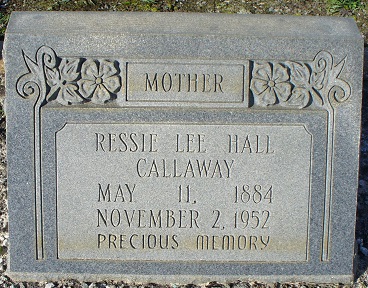 MOTHER
RESSIE LEE HALL
CALLAWAY
MAY 11, 1884
NOVEMBER 2, 1952
PRECIOUS MEMORY